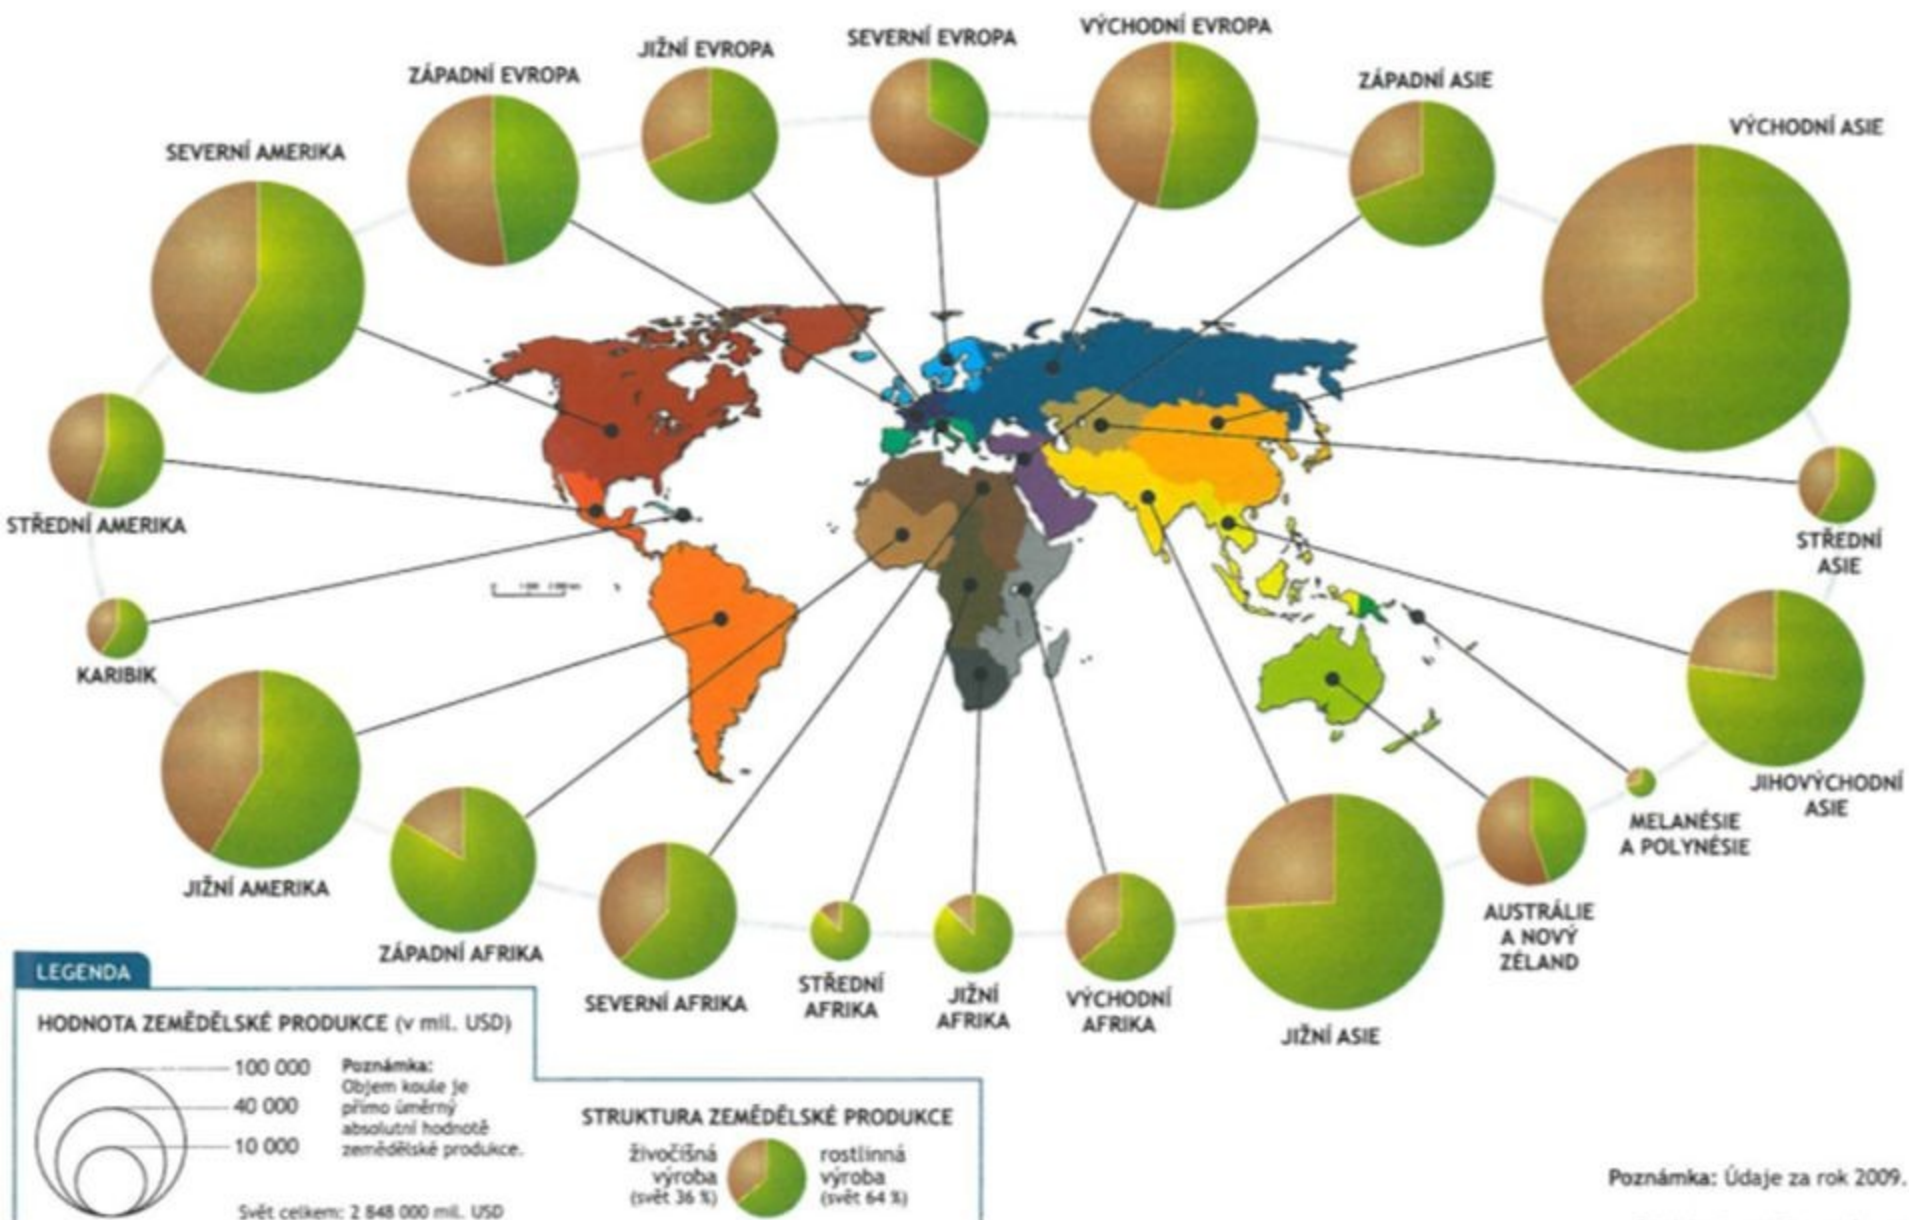 VÝCHODNÍ EVROPA
SEVERNÍ EVROPA
JIŽNÍ EVROPA
ZÁPADNÍ EVROPA
ZÁPADNÍ ASIE
VÝCHODNÍ ASIE
SEVERNÍ AMERIKA
STŘEDNÍ AMERIKA
STŘEDNÍ
ASIE
KARIBIK
JIHOVÝCHODNÍ
ASIE
MELANÉSIE
A POLYNÉSIE
JIŽNÍ AMERIKA
AUSTRÁLIE
A NOVÝ
ZÉLAND
ZÁPADNÍ AFRIKA
SEVERNÍ AFRIKA
STŘEDNÍ
AFRIKA
JIŽNÍ
AFRIKA
VÝCHODNÍ
AFRIKA
JIŽNÍ ASIE
LEGENDA
HODNOTA ZEMĚDĚLSKÉ PRODUKCE (v mil. USD)
100 000
40 000
10 000
Poznámka:
Objem koule je
přímo úměrný
absolutní hodnotě
zemědělské produkce.
Svět celkem: 2 848 000 mil. USD
STRUKTURA ZEMĚDĚLSKÉ PRODUKCE
živočišná
výroba
(svět 36 %)
rostlinná
výroba
(svět 64 %)
Poznámka: Údaje za rok 2009.